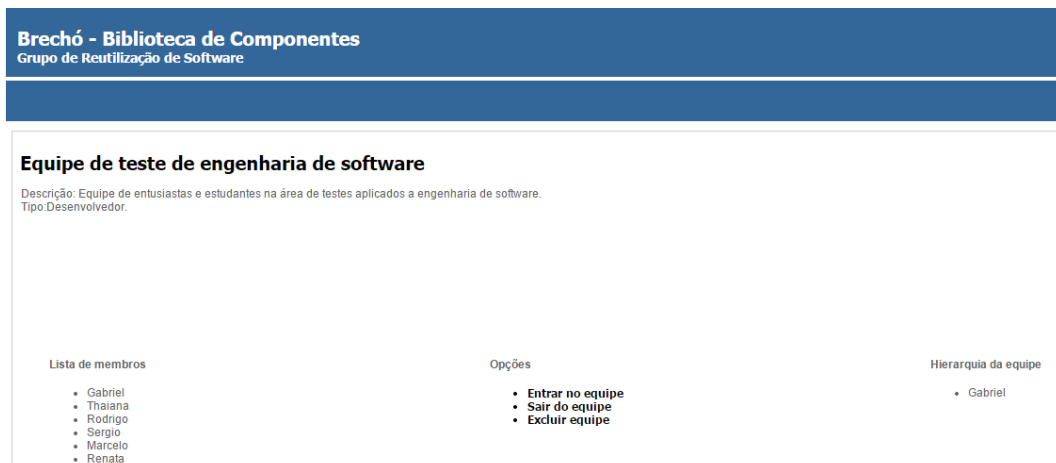 Brechó - Biblioteca de Componentes
Grupo de Reutilização de Software
Equipe de teste de engenharia de software
Descrição: Equipe de entusiastas e estudantes na área de testes aplicados a engenharia de software.
Tipo:Desenvolvedor.
Lista de membros
Gabriel
Thaiana
Rodrigo
Sergio
Marcelo
Renata
Opções
Entrar no equipe
Sair do equipe
Excluir equipe
Hierarquia da equipe
Gabriel